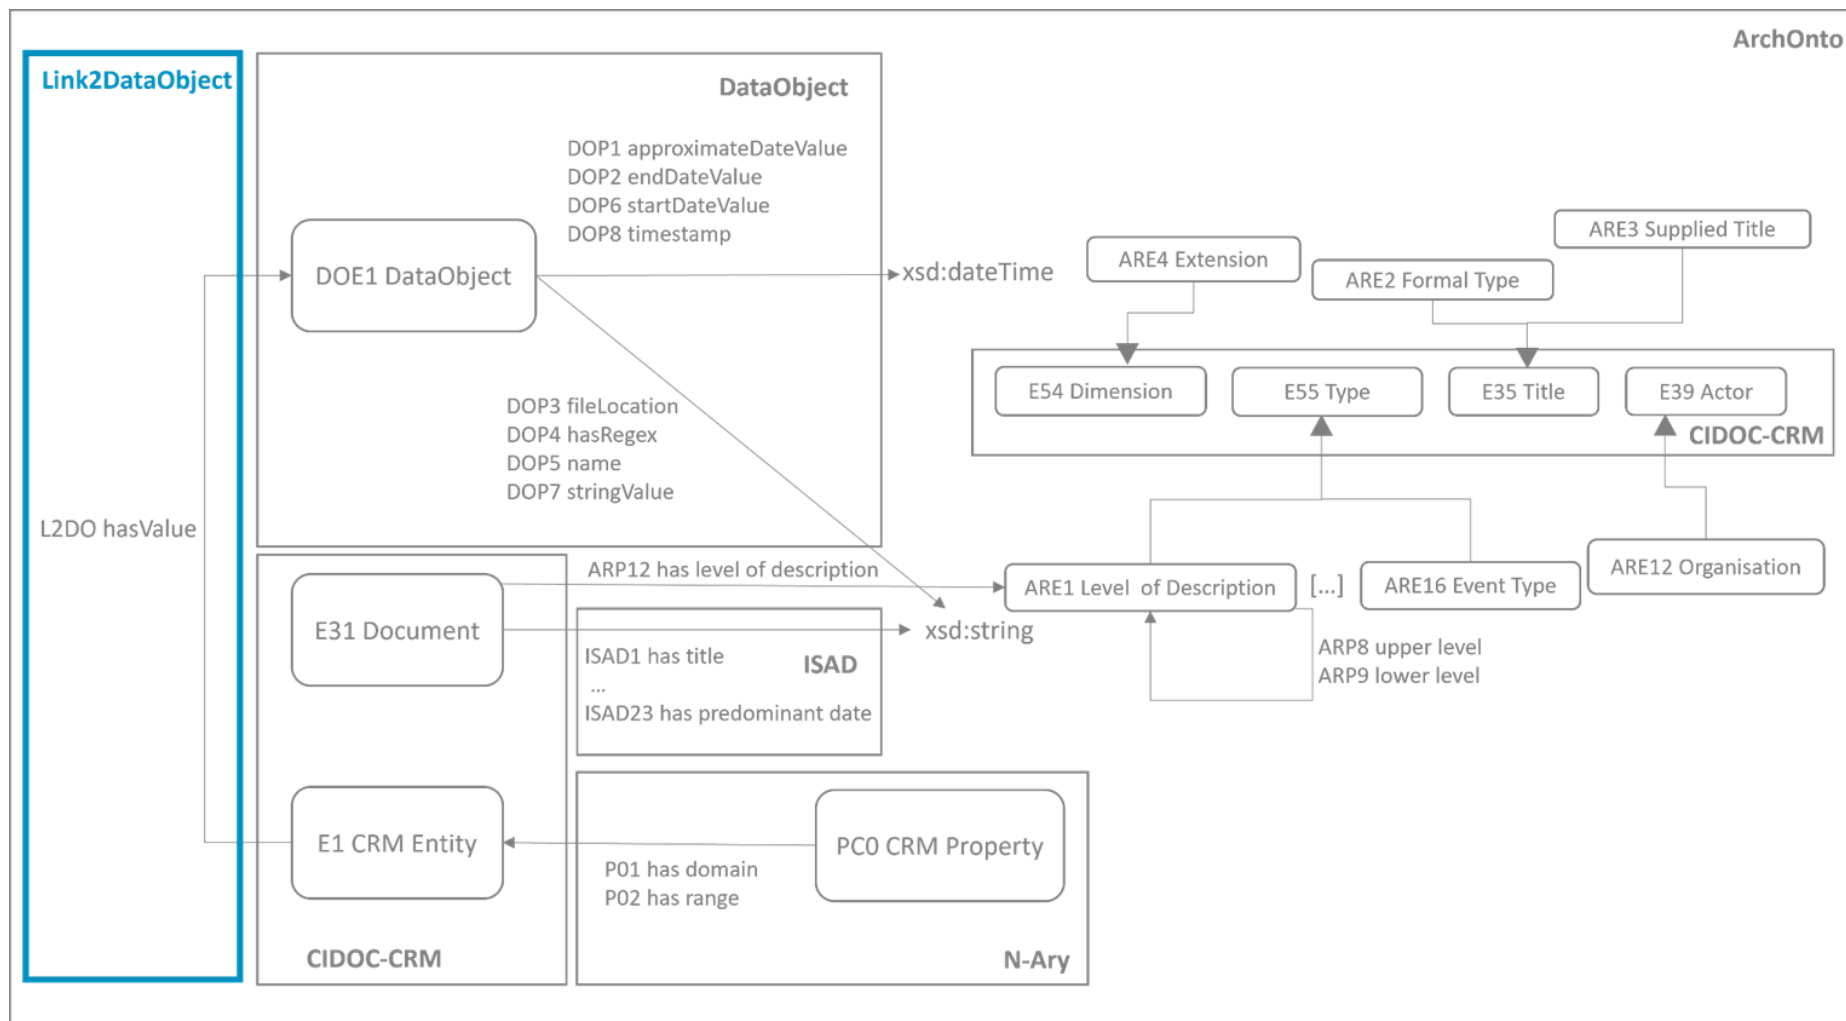 ArchOnto
Link2DataObject
DataObject
DOP1 approximateDateValue
DOP2 endDateValue
DOP6 startDateValue
DOP8 timestamp
DOE1 DataObject
xsd:dateTime
ARE4 Extension
ARE3 Supplied Title
ARE2 Formal Type
E54 Dimension
E55 Type
E35 Title
E39 Actor
CIDOC-CRM
DOP3 fileLocation
DOP4 hasRegex
DOP5 name
DOP7 stringValue
L2DO hasValue
ARP12 has level of description
ARE1 Level of Description
[...]
ARE16 Event Type
ARE12 Organisation
E31 Document
xsd:string
ISAD1 has title
...
ISAD23 has predominant date
ISAD
ARP8 upper level
ARP9 lower level
E1 CRM Entity
P01 has domain
P02 has range
PC0 CRM Property
CIDOC-CRM
N-Ary